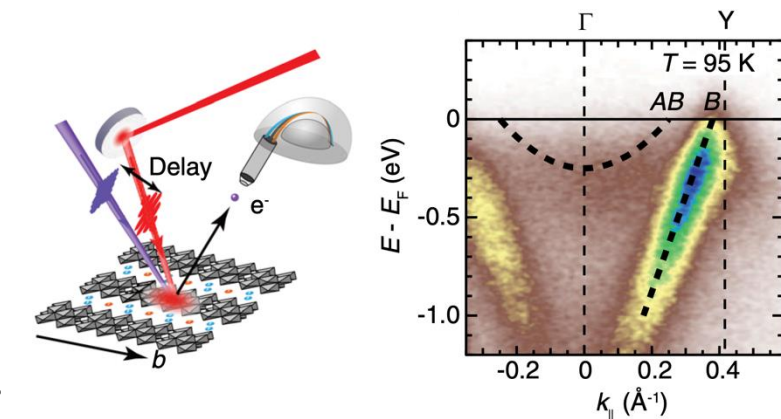 Delay
e⁻
b
Γ Y
T = 95 K
AB B
E - E_F (eV)
0
-0.5
-1.0
-0.2 0 0.2 0.4
k_|| (Å⁻¹)